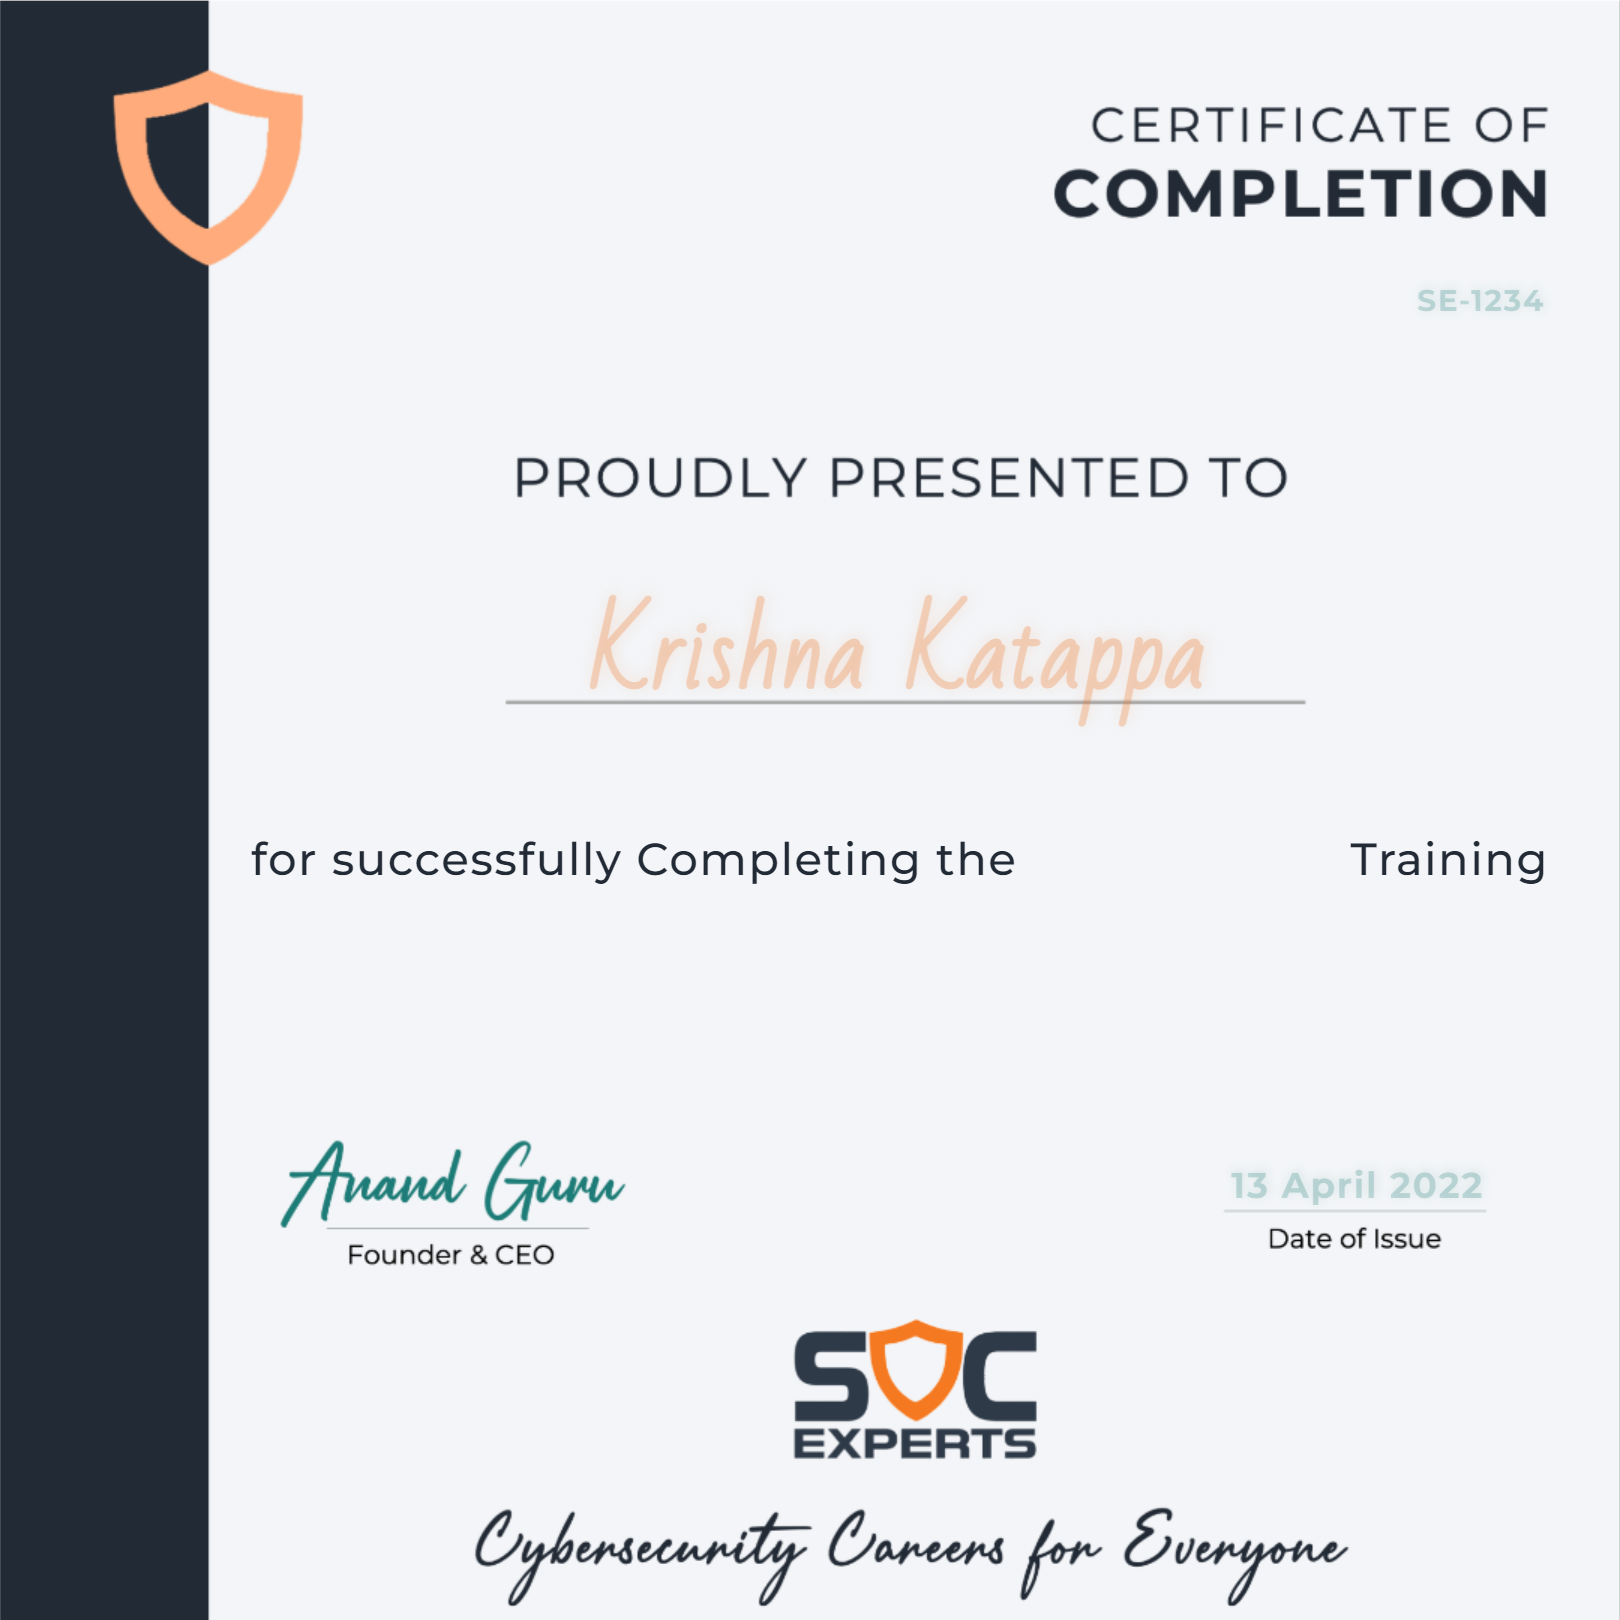 CERTIFICATE OF
COMPLETION
SE-1234
PROUDLY PRESENTED TO
Krishna Katappa
for successfully Completing the Training
Anand Guru
Founder & CEO
13 April 2022
Date of Issue
SOC
EXPERTS
Cybersecurity Careers for Everyone